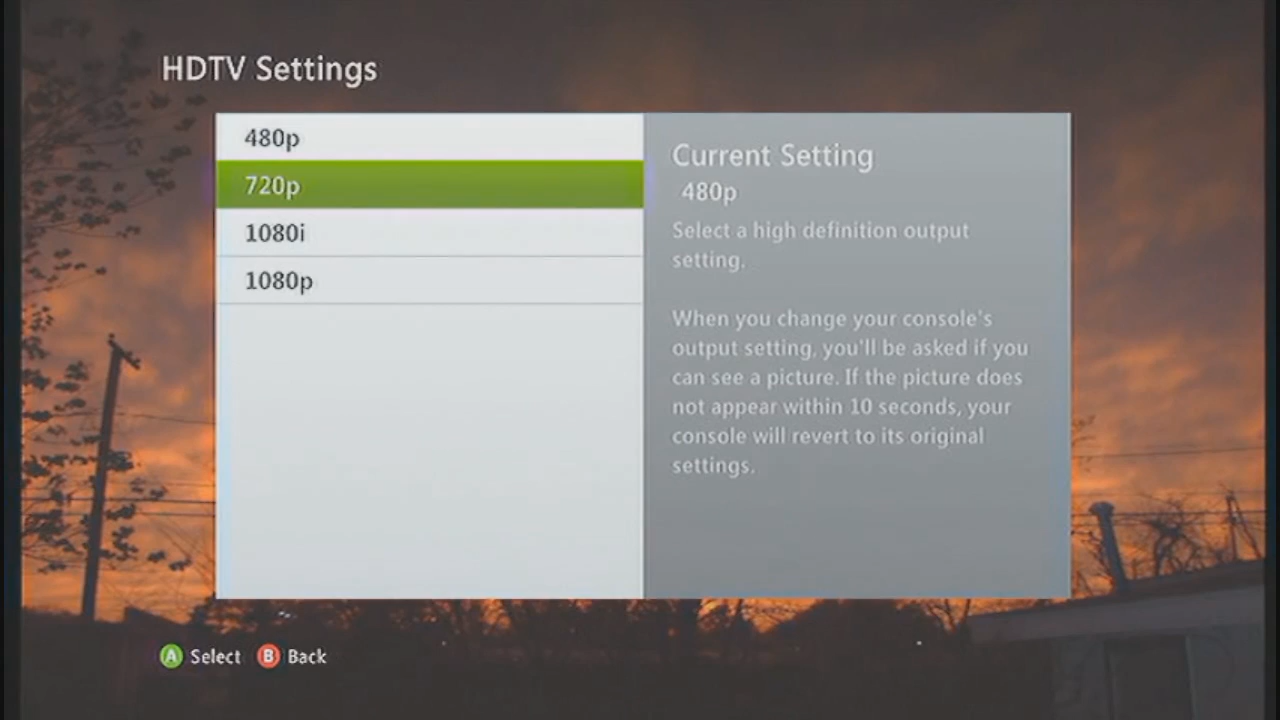 HDTV Settings
480p
720p
1080i
1080p
Current Setting
480p
Select a high definition output
setting.
When you change your console's
output setting, you'll be asked if you
can see a picture. If the picture does
not appear within 10 seconds, your
console will revert to its original
settings.
A Select B Back